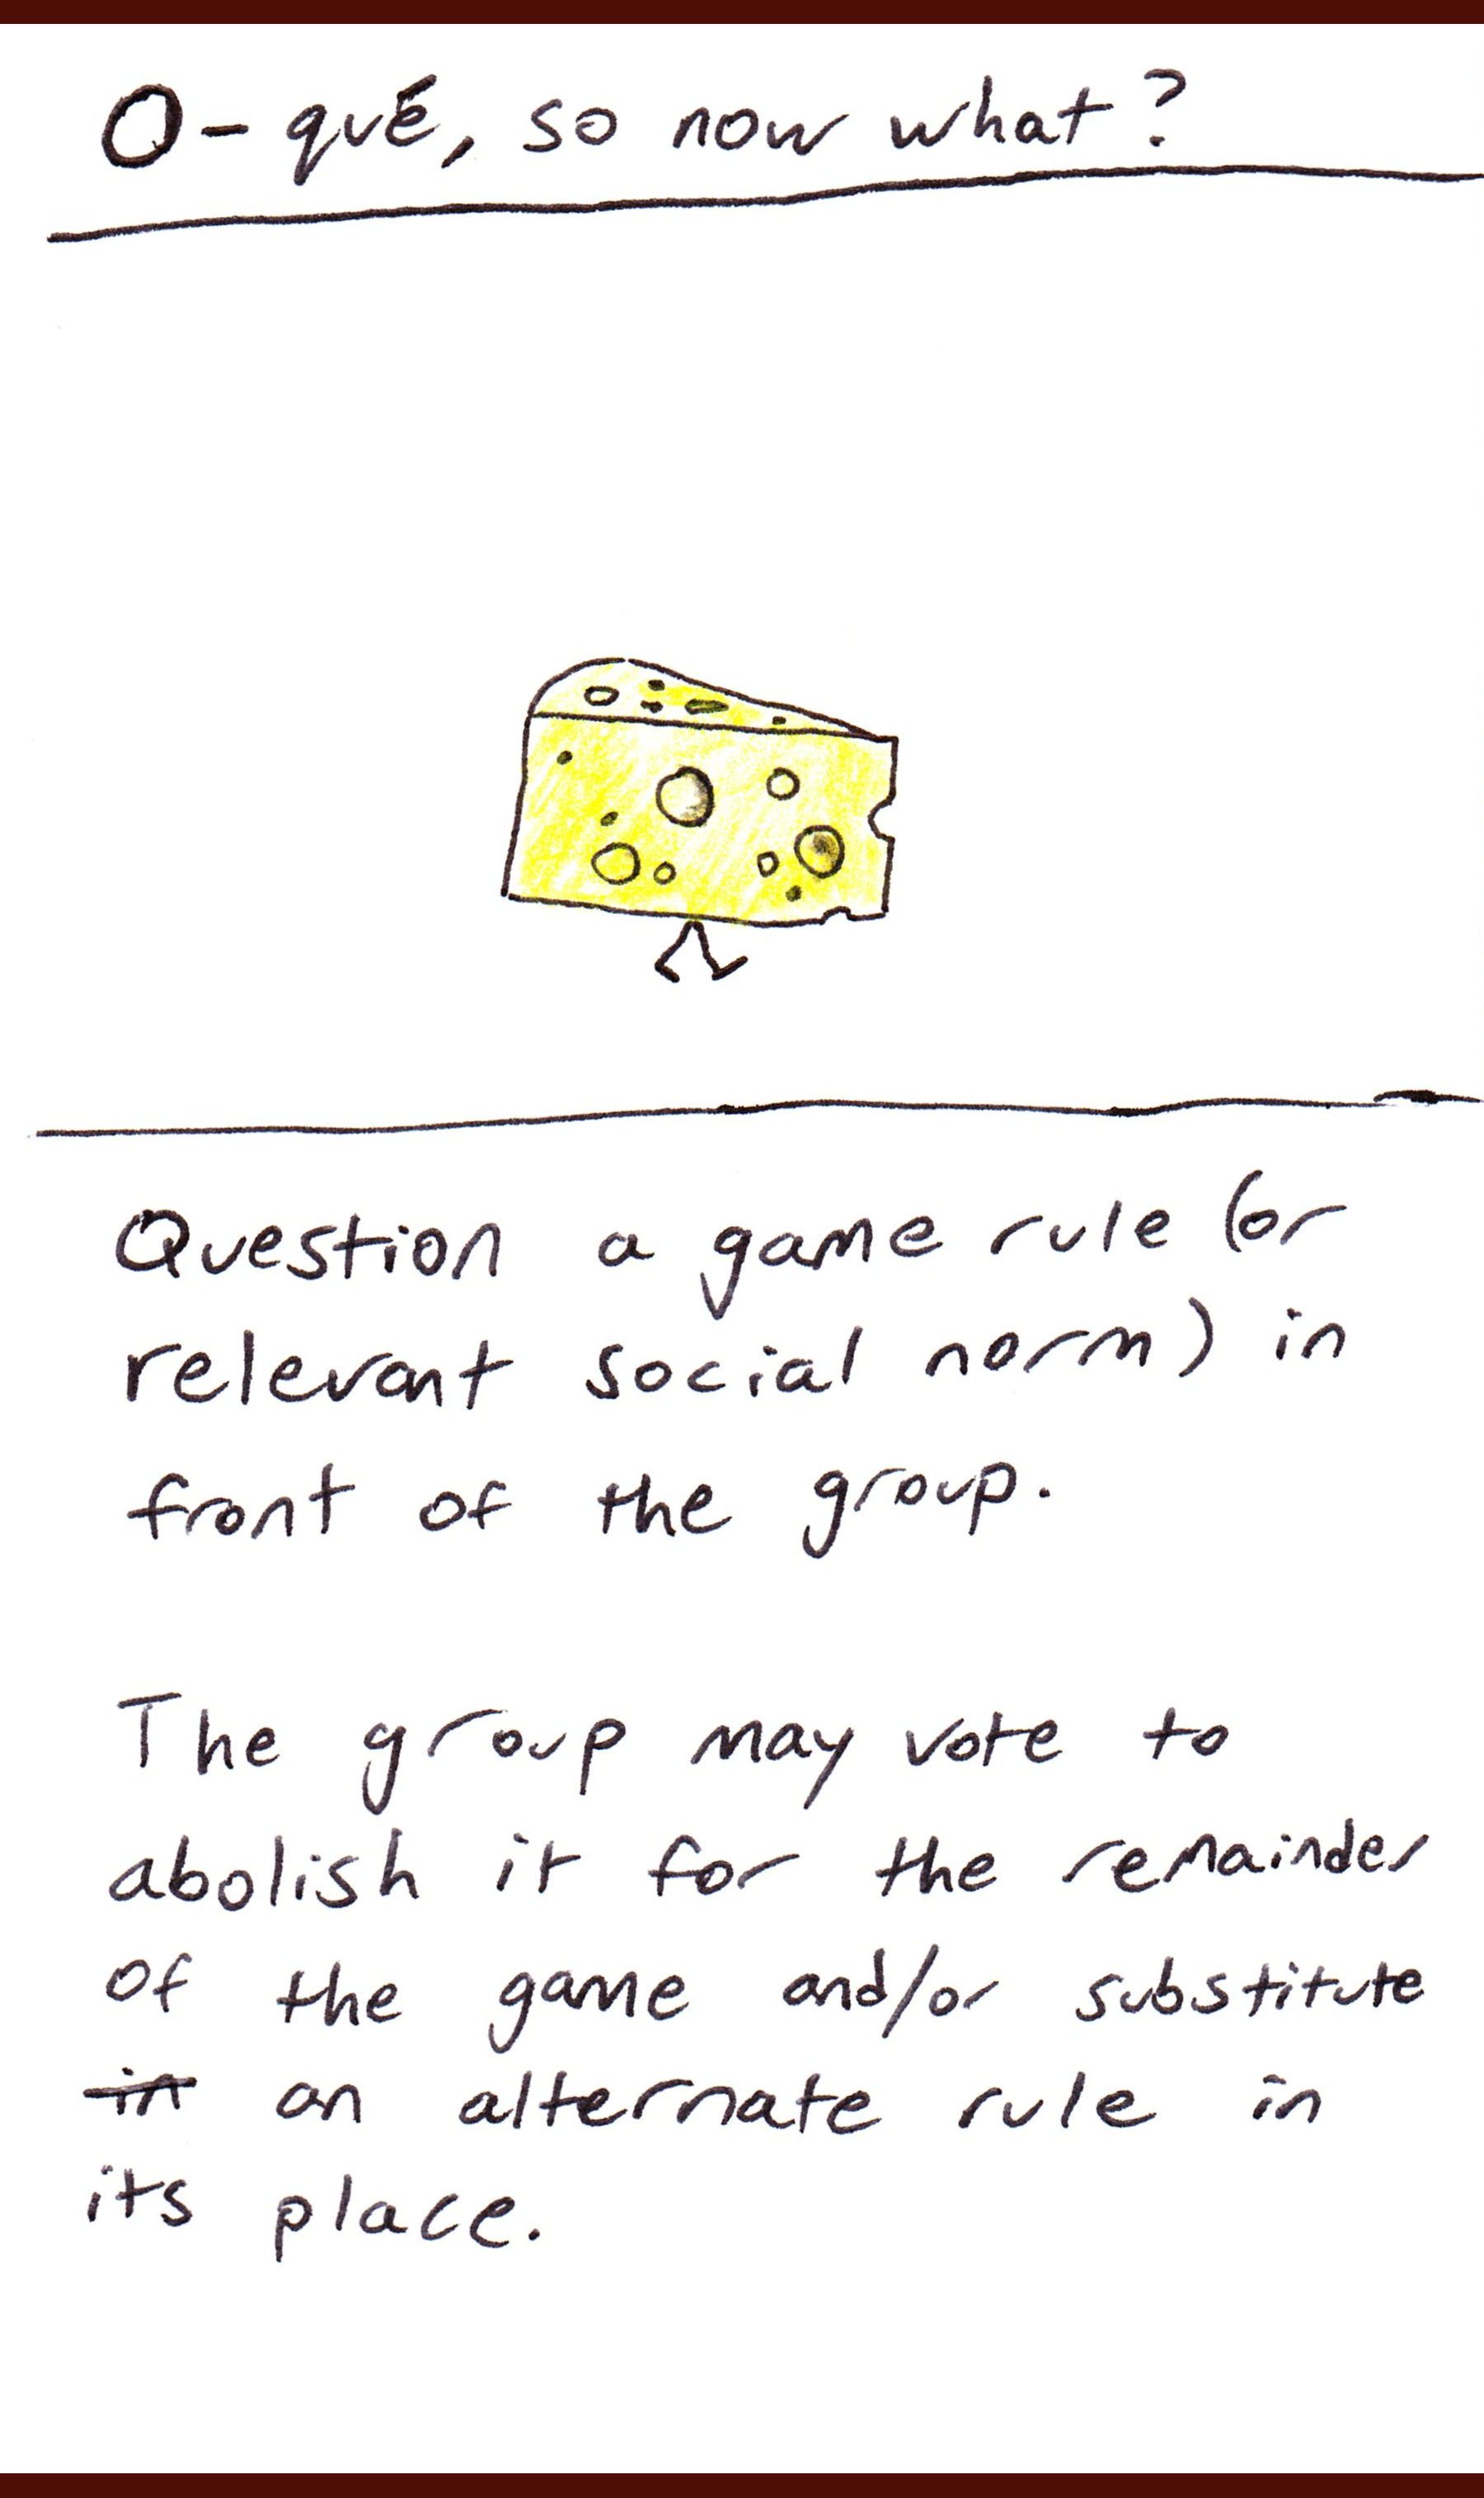 O-qué, so now what?
Question a game rule (or
relevant social norm) in
front of the group.
The group may vote to
abolish it for the remainder
of the game and/or substitute
in an alternate rule in
its place.